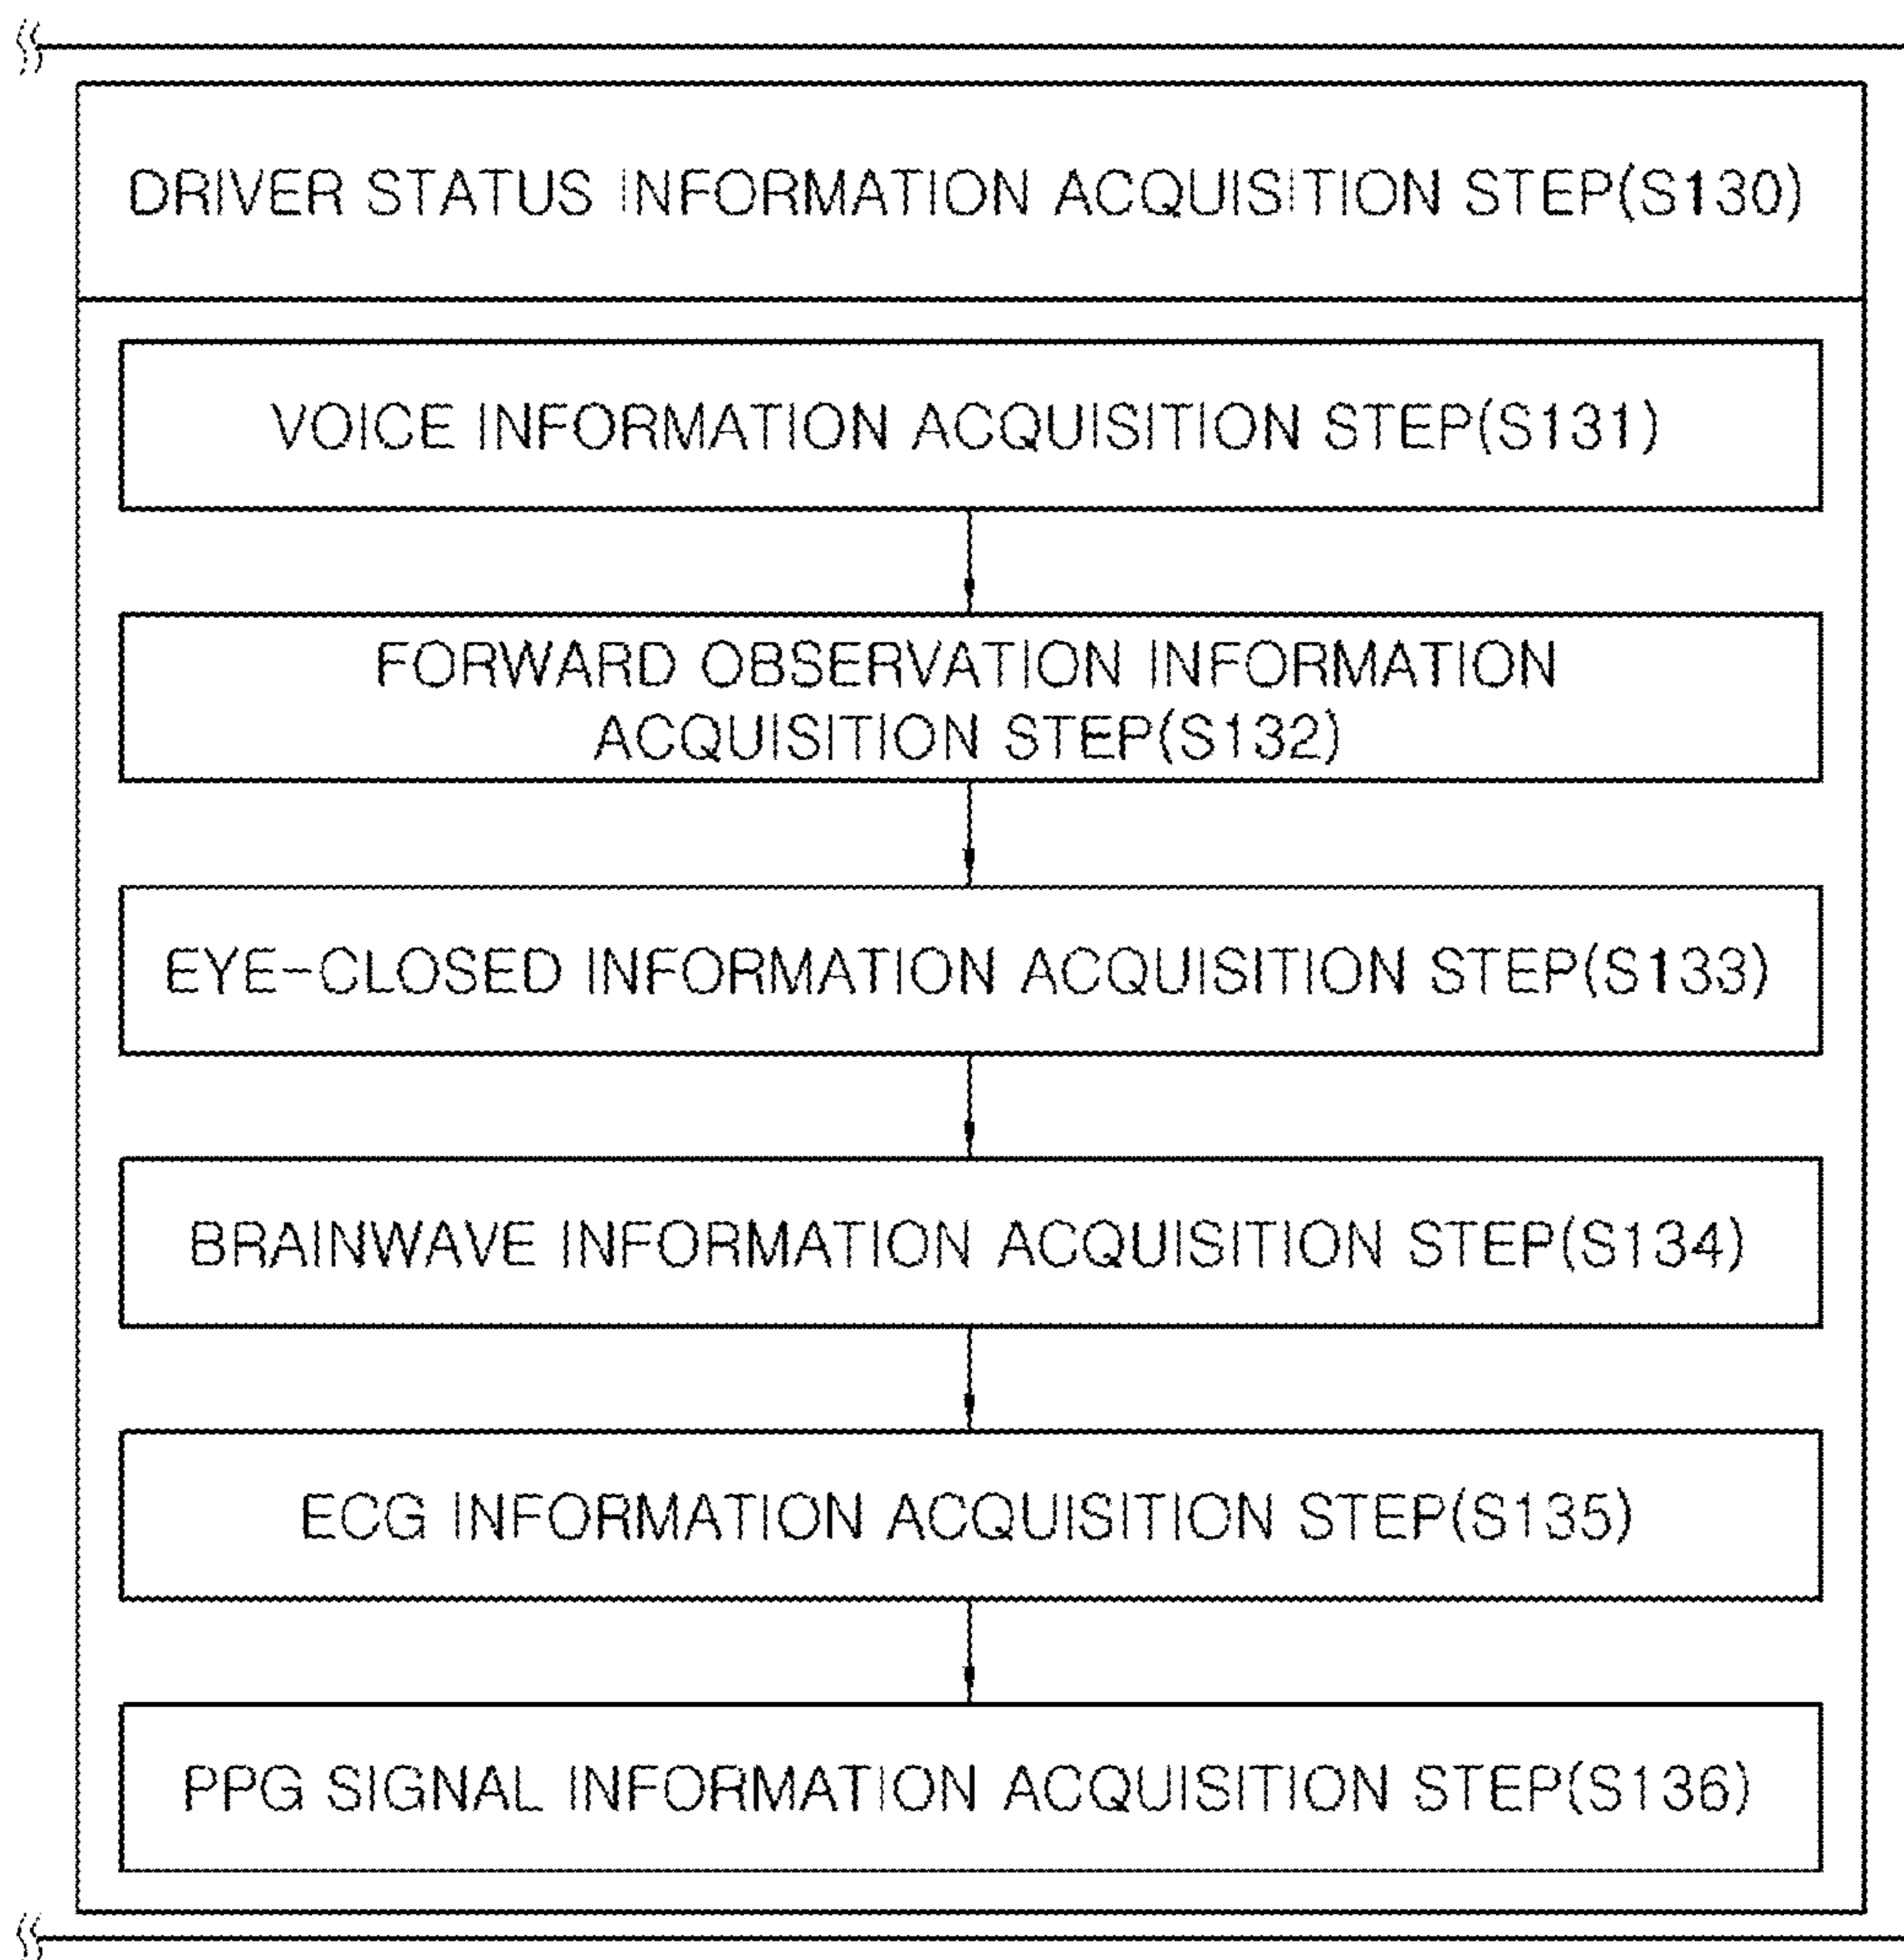 DRIVER STATUS INFORMATION ACQUISITION STEP(S130)
VOICE INFORMATION ACQUISITION STEP(S131)
FORWARD OBSERVATION INFORMATION
ACQUISITION STEP(S132)
EYE-CLOSED INFORMATION ACQUISITION STEP(S133)
BRAINWAVE INFORMATION ACQUISITION STEP(S134)
ECG INFORMATION ACQUISITION STEP(S135)
PPG SIGNAL INFORMATION ACQUISITION STEP(S136)